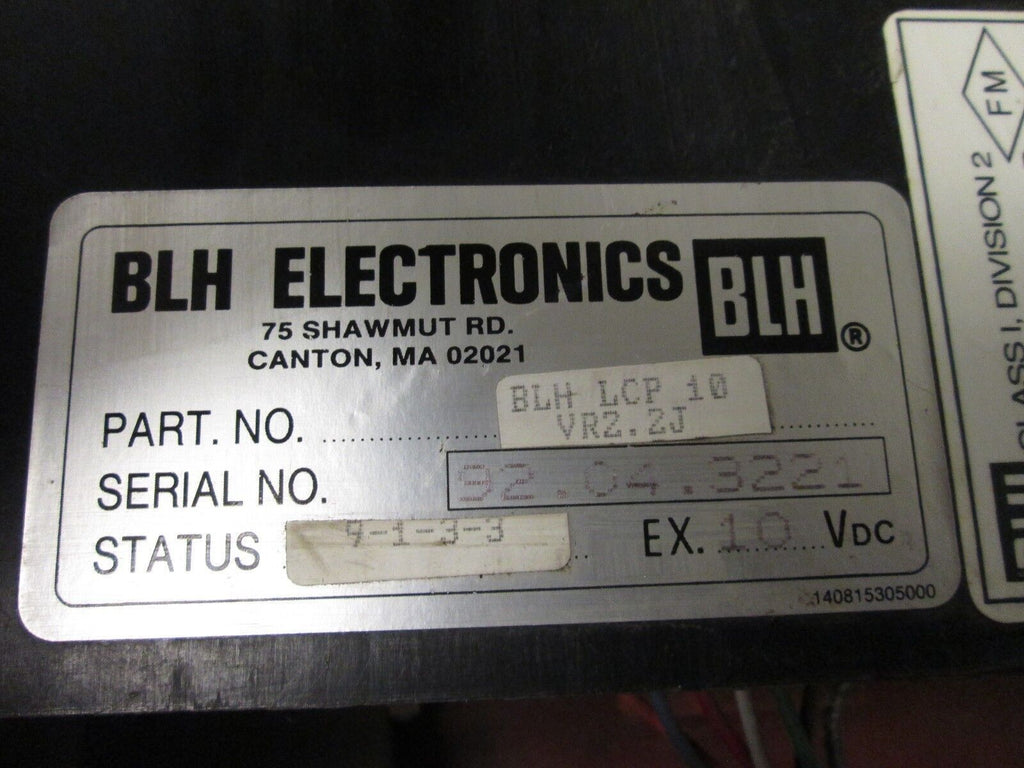 BLH ELECTRONICS BLH ®
75 SHAWMUT RD.
CANTON, MA 02021
PART. NO. BLH LCP 10
VR2.2J
SERIAL NO. 92.04.3221
STATUS 9-1-3-3 EX. 10 VDC
140815305000
FM
CLASS I, DIVISION 2